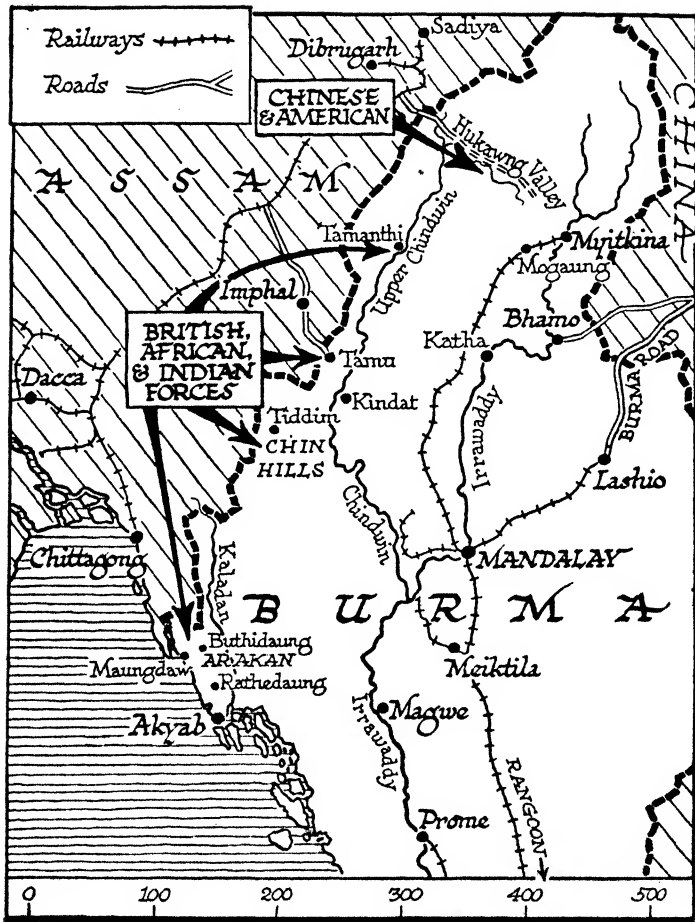 Railways
Roads
Sadiya
Dibrugarh
CHINESE
& AMERICAN
CHINA
Hukawng Valley
ASSAM
Tamanthi
Upper Chindwin
Myitkina
Mogaung
Imphal
Bhamo
BRITISH,
AFRICAN,
& INDIAN
FORCES
Tamu
Katha
Dacca
Kindat
Tiddim
CHIN
HILLS
Irrawaddy
BURMA ROAD
Lashio
Chindwin
Chittagong
MANDALAY
Kaladan
BURMA
Buthidaung
Maungdaw
ARAKAN
Meiktila
Rathedaung
Akyab
Irrawaddy
Magwe
RANGOON
Prome
0 100 200 300 400 500